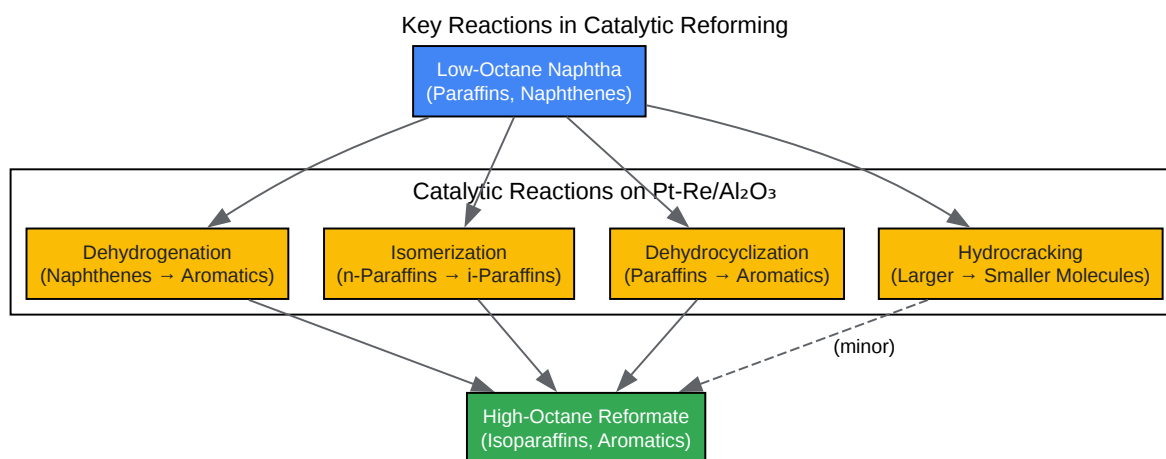 Key Reactions in Catalytic Reforming
Low-Octane Naphtha
(Paraffins, Naphthenes)
Catalytic Reactions on Pt-Re/Al₂O₃
Dehydrogenation
(Naphthenes → Aromatics)
Isomerization
(n-Paraffins → i-Paraffins)
Dehydrocyclization
(Paraffins → Aromatics)
Hydrocracking
(Larger → Smaller Molecules)
(minor)
High-Octane Reformate
(Isoparaffins, Aromatics)